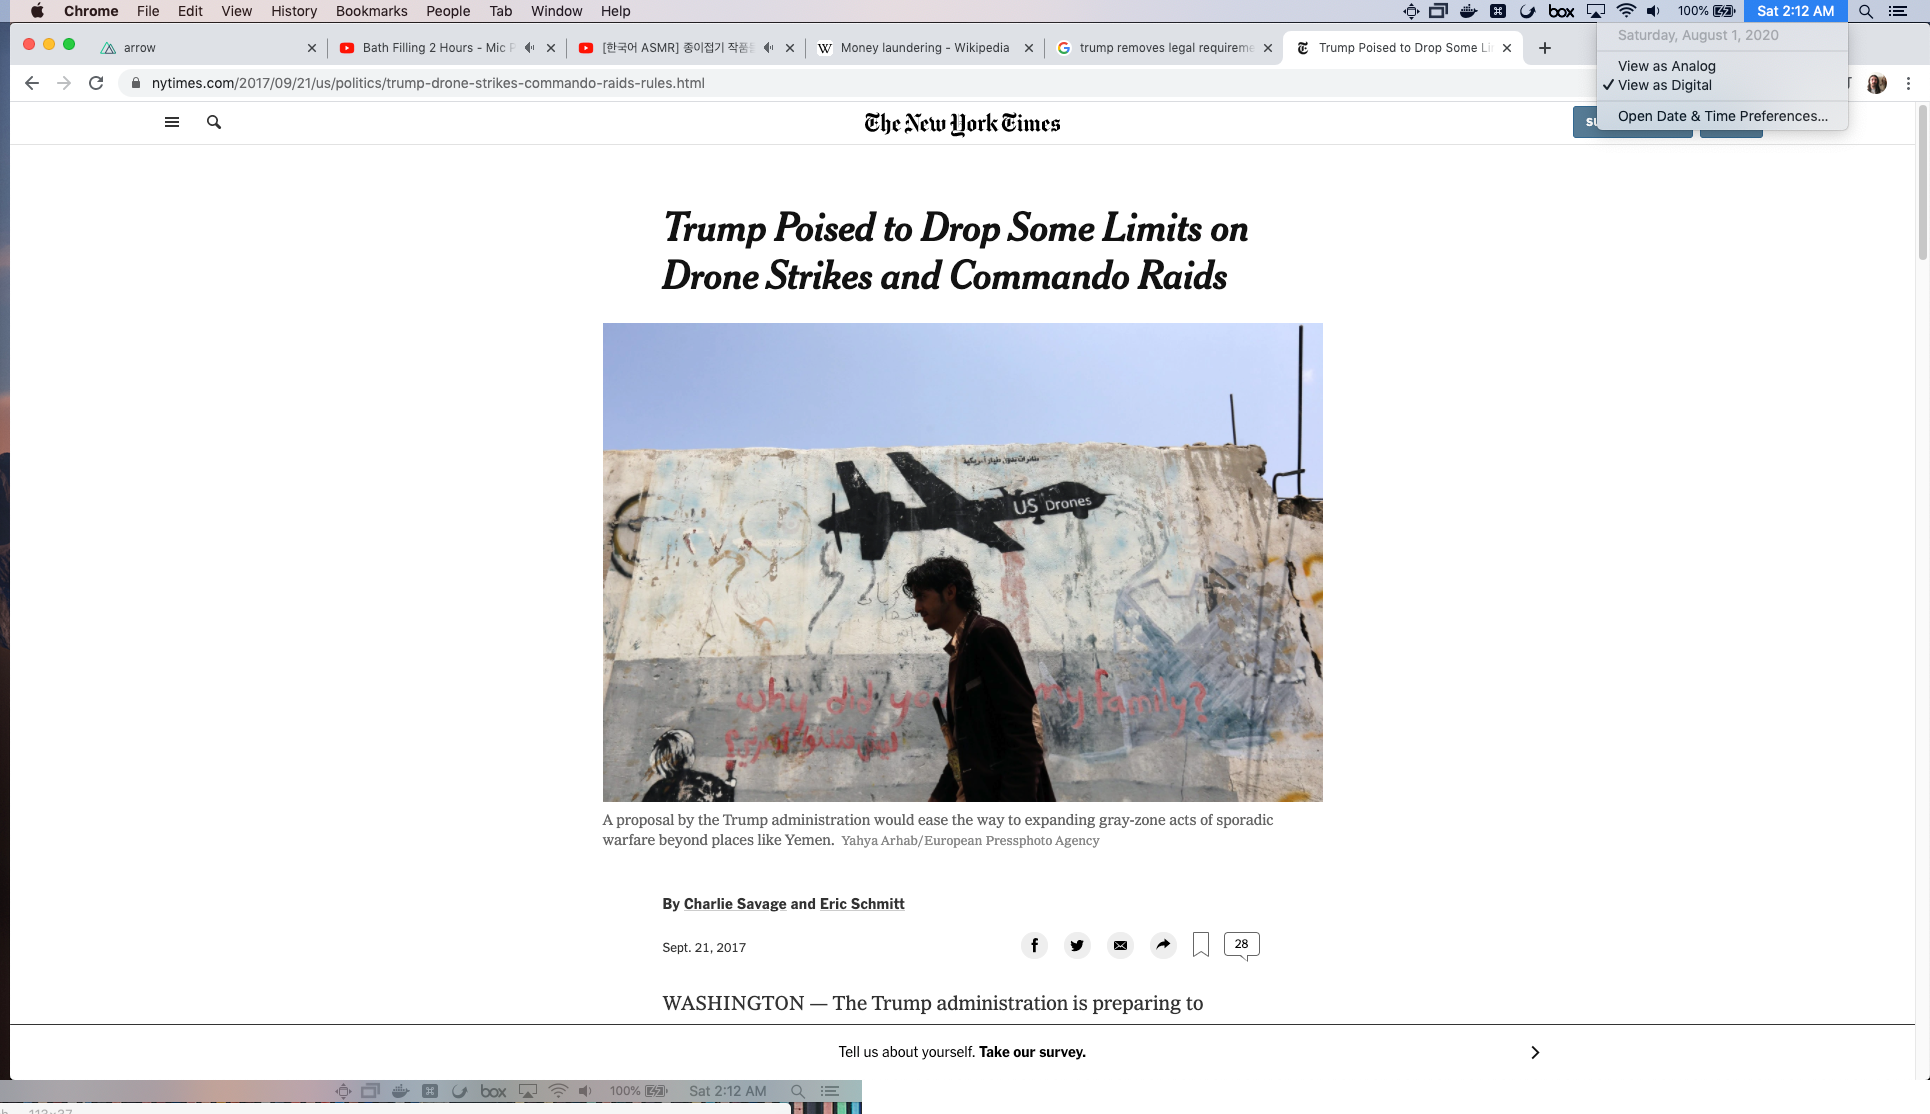 Chrome File Edit View History Bookmarks People Tab Window Help box 100% Sat 2:12 AM
arrow
Bath Filling 2 Hours - Mic
[한국어 ASMR] 종이접기 작품
Money laundering - Wikipedia
trump removes legal requireme
Trump Poised to Drop Some Li
Saturday, August 1, 2020
View as Analog
View as Digital
Open Date & Time Preferences...
nytimes.com/2017/09/21/us/politics/trump-drone-strikes-commando-raids-rules.html
The New York Times
Trump Poised to Drop Some Limits on
Drone Strikes and Commando Raids
US Drones
why did you my family?
A proposal by the Trump administration would ease the way to expanding gray-zone acts of sporadic
warfare beyond places like Yemen. Yahya Arhab/European Pressphoto Agency
By Charlie Savage and Eric Schmitt
Sept. 21, 2017
28
WASHINGTON — The Trump administration is preparing to
Tell us about yourself. Take our survey.
box 100% Sat 2:12 AM